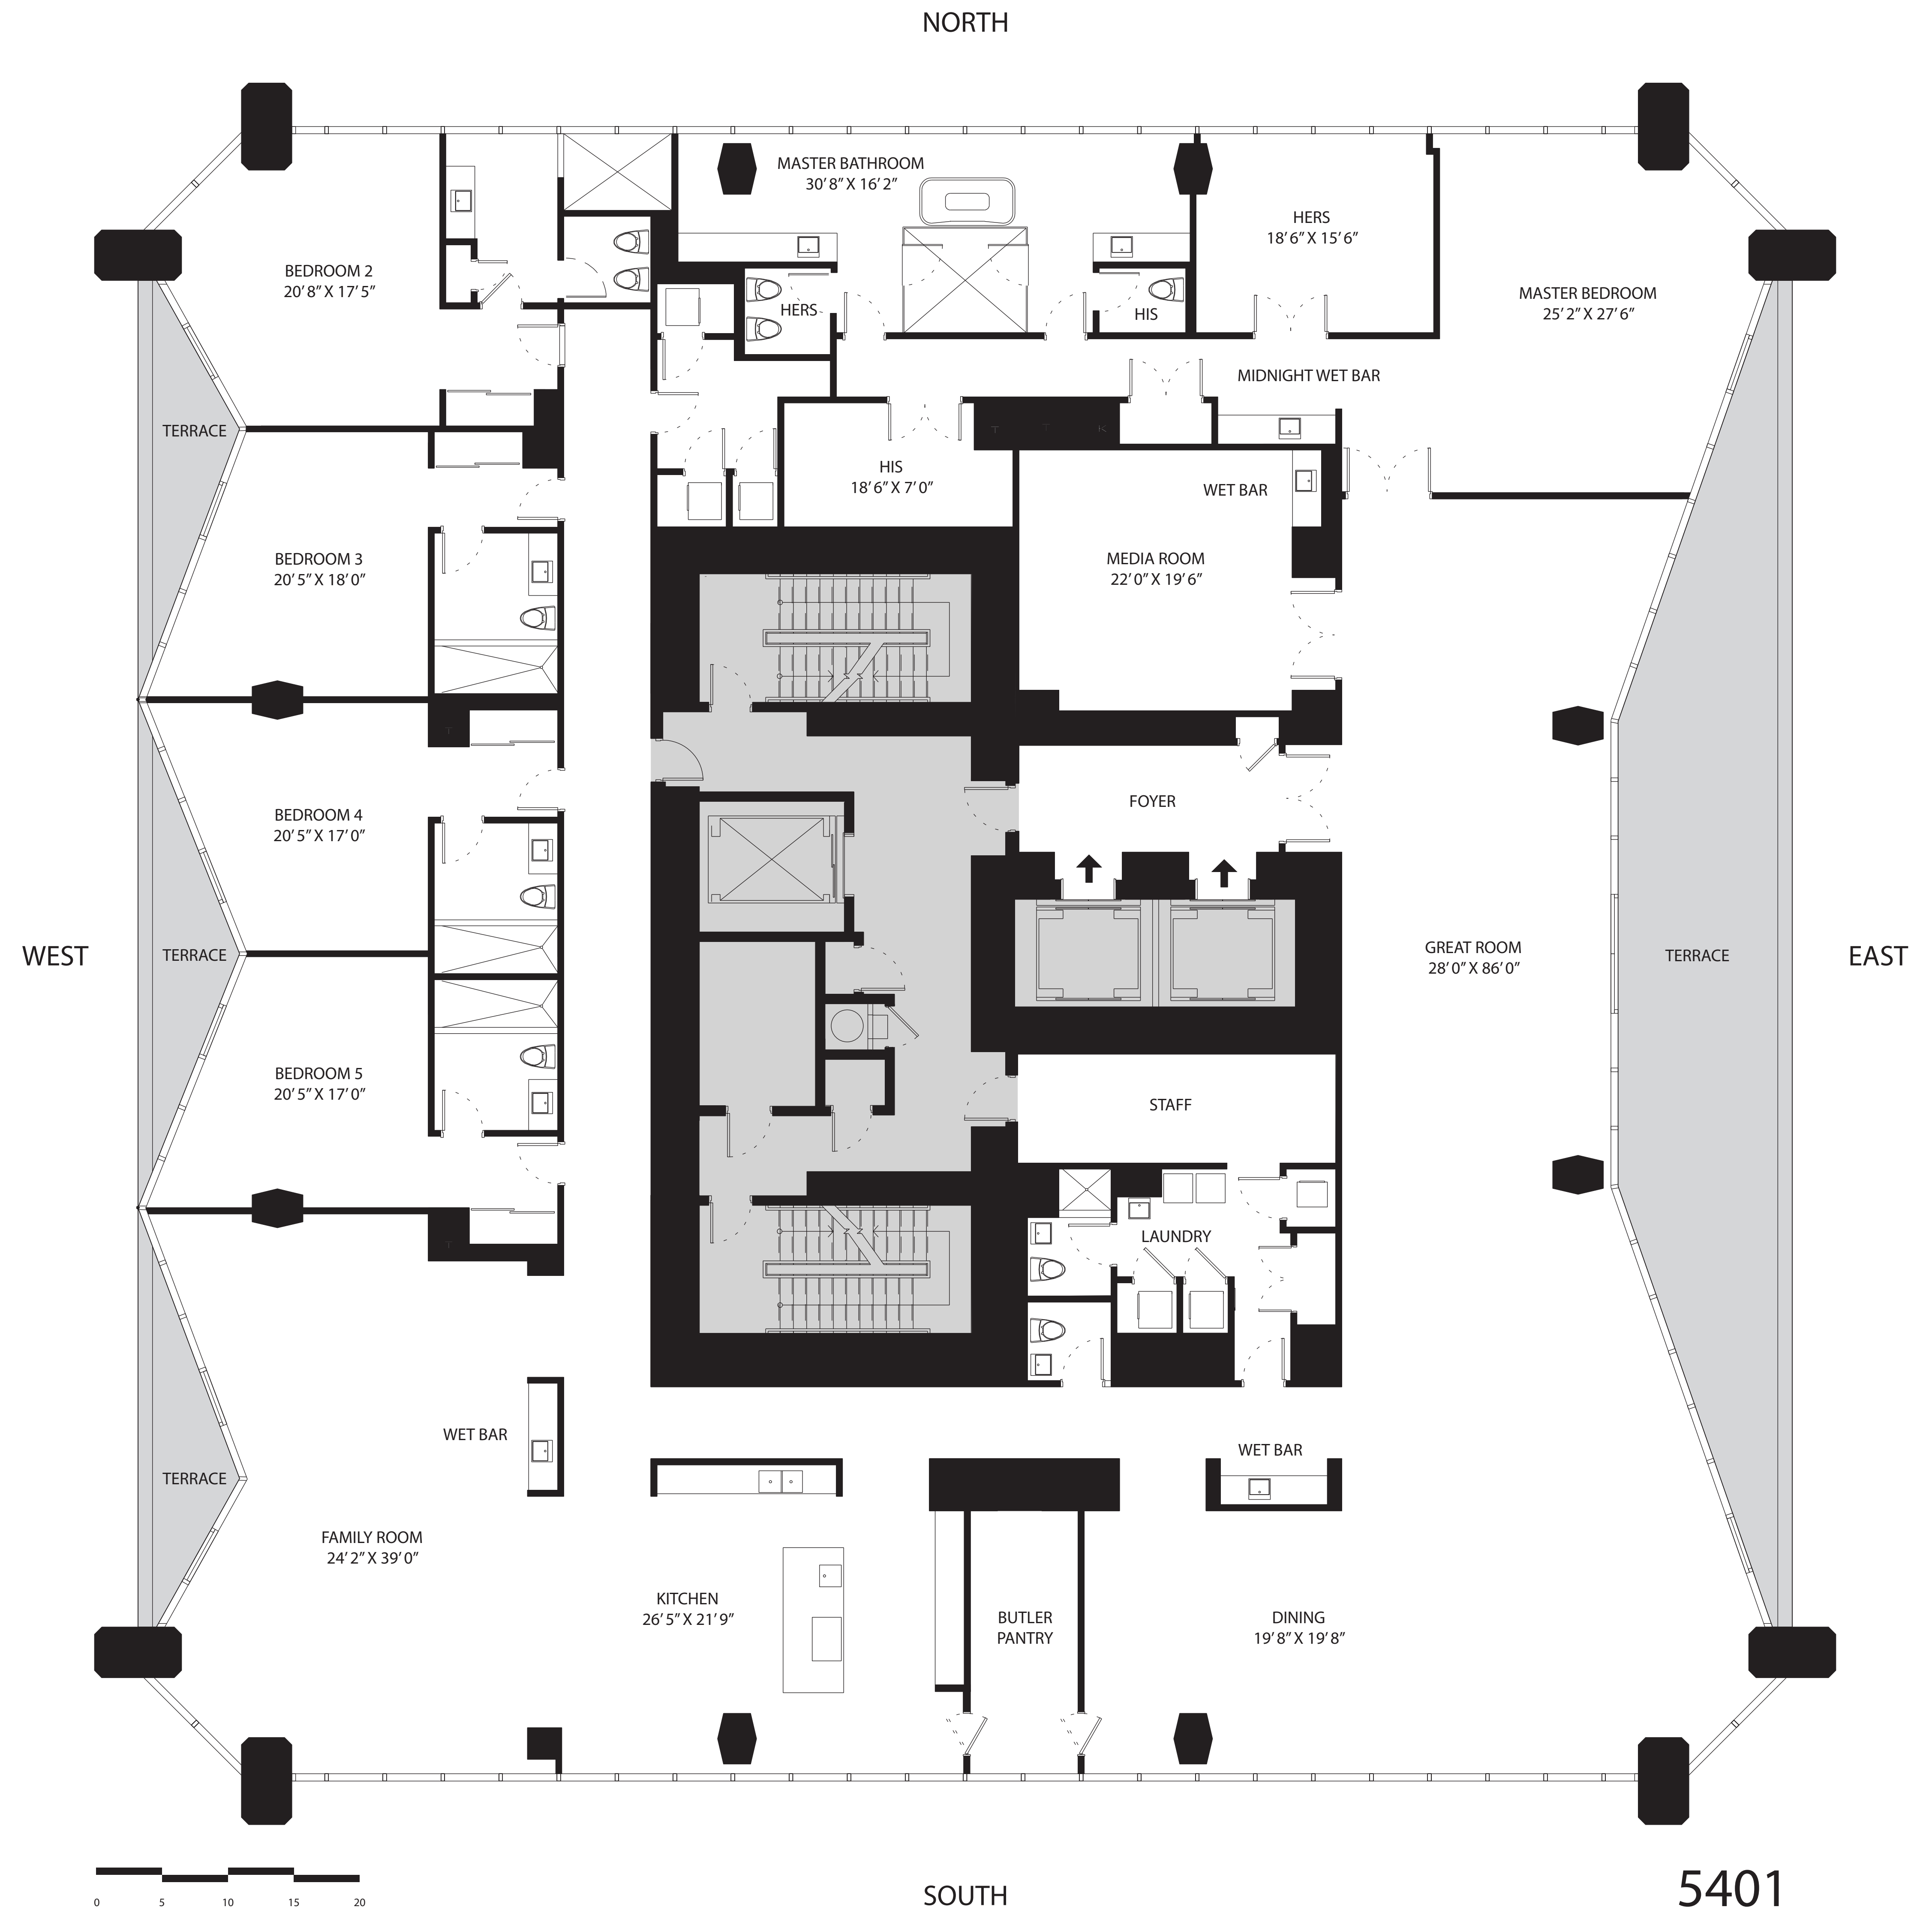 NORTH
MASTER BATHROOM
30’ 8” X 16’ 2”
HERS
18’ 6” X 15’ 6”
BEDROOM 2
20’ 8” X 17’ 5”
MASTER BEDROOM
25’ 2” X 27’ 6”
HERS
HIS
MIDNIGHT WET BAR
TERRACE
HIS
18’ 6” X 7’ 0”
WET BAR
BEDROOM 3
20’ 5” X 18’ 0”
MEDIA ROOM
22’ 0” X 19’ 6”
FOYER
BEDROOM 4
20’ 5” X 17’ 0”
WEST
TERRACE
GREAT ROOM
28’ 0” X 86’ 0”
TERRACE
EAST
BEDROOM 5
20’ 5” X 17’ 0”
STAFF
LAUNDRY
WET BAR
WET BAR
TERRACE
FAMILY ROOM
24’ 2” X 39’ 0”
KITCHEN
26’ 5” X 21’ 9”
BUTLER
PANTRY
DINING
19’ 8” X 19’ 8”
0 5 10 15 20
SOUTH
5401